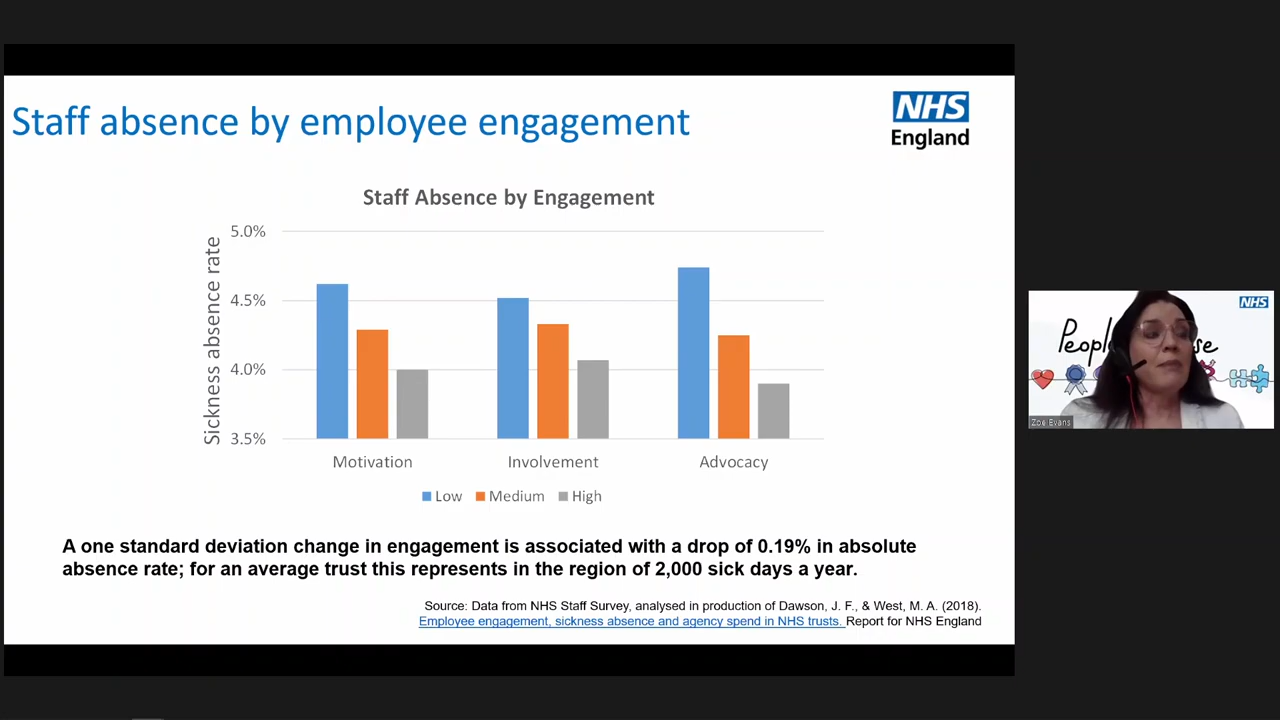 Staff absence by employee engagement
NHS
England
Staff Absence by Engagement
Sickness absence rate
5.0%
4.5%
4.0%
3.5%
Motivation Involvement Advocacy
Low Medium High
A one standard deviation change in engagement is associated with a drop of 0.19% in absolute
absence rate; for an average trust this represents in the region of 2,000 sick days a year.
Source: Data from NHS Staff Survey, analysed in production of Dawson, J. F., & West, M. A. (2018).
Employee engagement, sickness absence and agency spend in NHS trusts. Report for NHS England
NHS
Zoe Evans